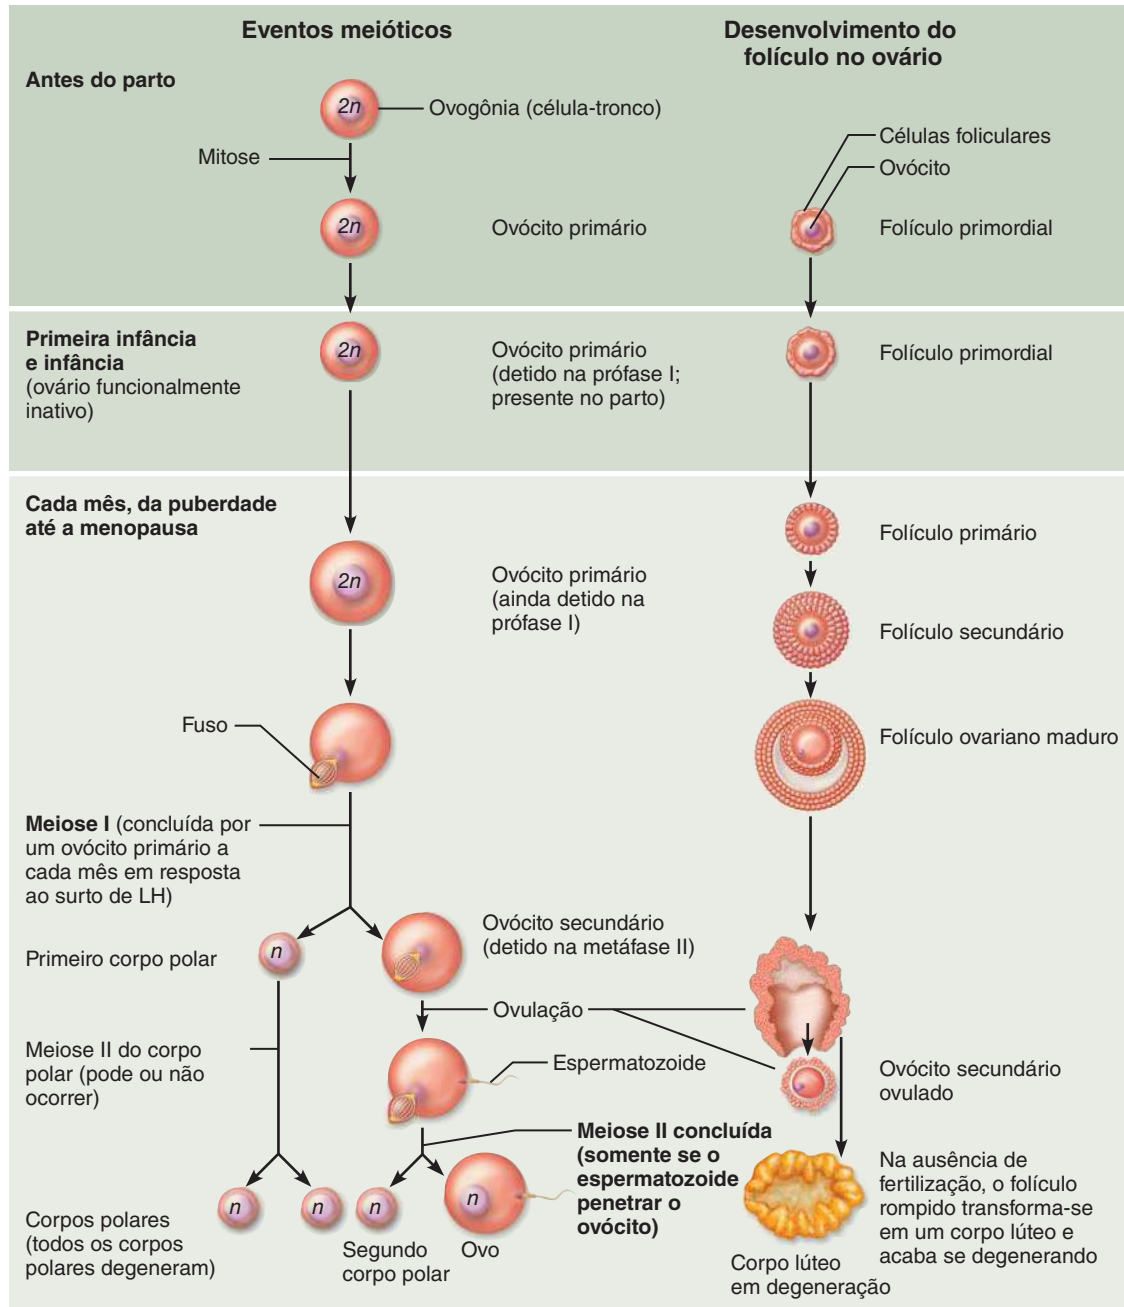 Eventos meióticos
Desenvolvimento do
folículo no ovário
Antes do parto
2n
Ovogônia (célula-tronco)
Mitose
Células foliculares
Ovócito
2n
Ovócito primário
Folículo primordial
Primeira infância
e infância
(ovário funcionalmente
inativo)
2n
Ovócito primário
(detido na prófase I;
presente no parto)
Folículo primordial
Cada mês, da puberdade
até a menopausa
Folículo primário
2n
Ovócito primário
(ainda detido na
prófase I)
Folículo secundário
Fuso
Folículo ovariano maduro
Meiose I (concluída por
um ovócito primário a
cada mês em resposta
ao surto de LH)
Ovócito secundário
(detido na metáfase II)
n
Primeiro corpo polar
Ovulação
Meiose II do corpo
polar (pode ou não
ocorrer)
Espermatozoide
Ovócito secundário
ovulado
Meiose II concluída
(somente se o
espermatozoide
penetrar o
ovócito)
Na ausência de
fertilização, o folículo
rompido transforma-se
em um corpo lúteo e
acaba se degenerando
n
n
n
n
Corpos polares
(todos os corpos
polares degeneram)
Segundo
corpo polar
Ovo
Corpo lúteo
em degeneração